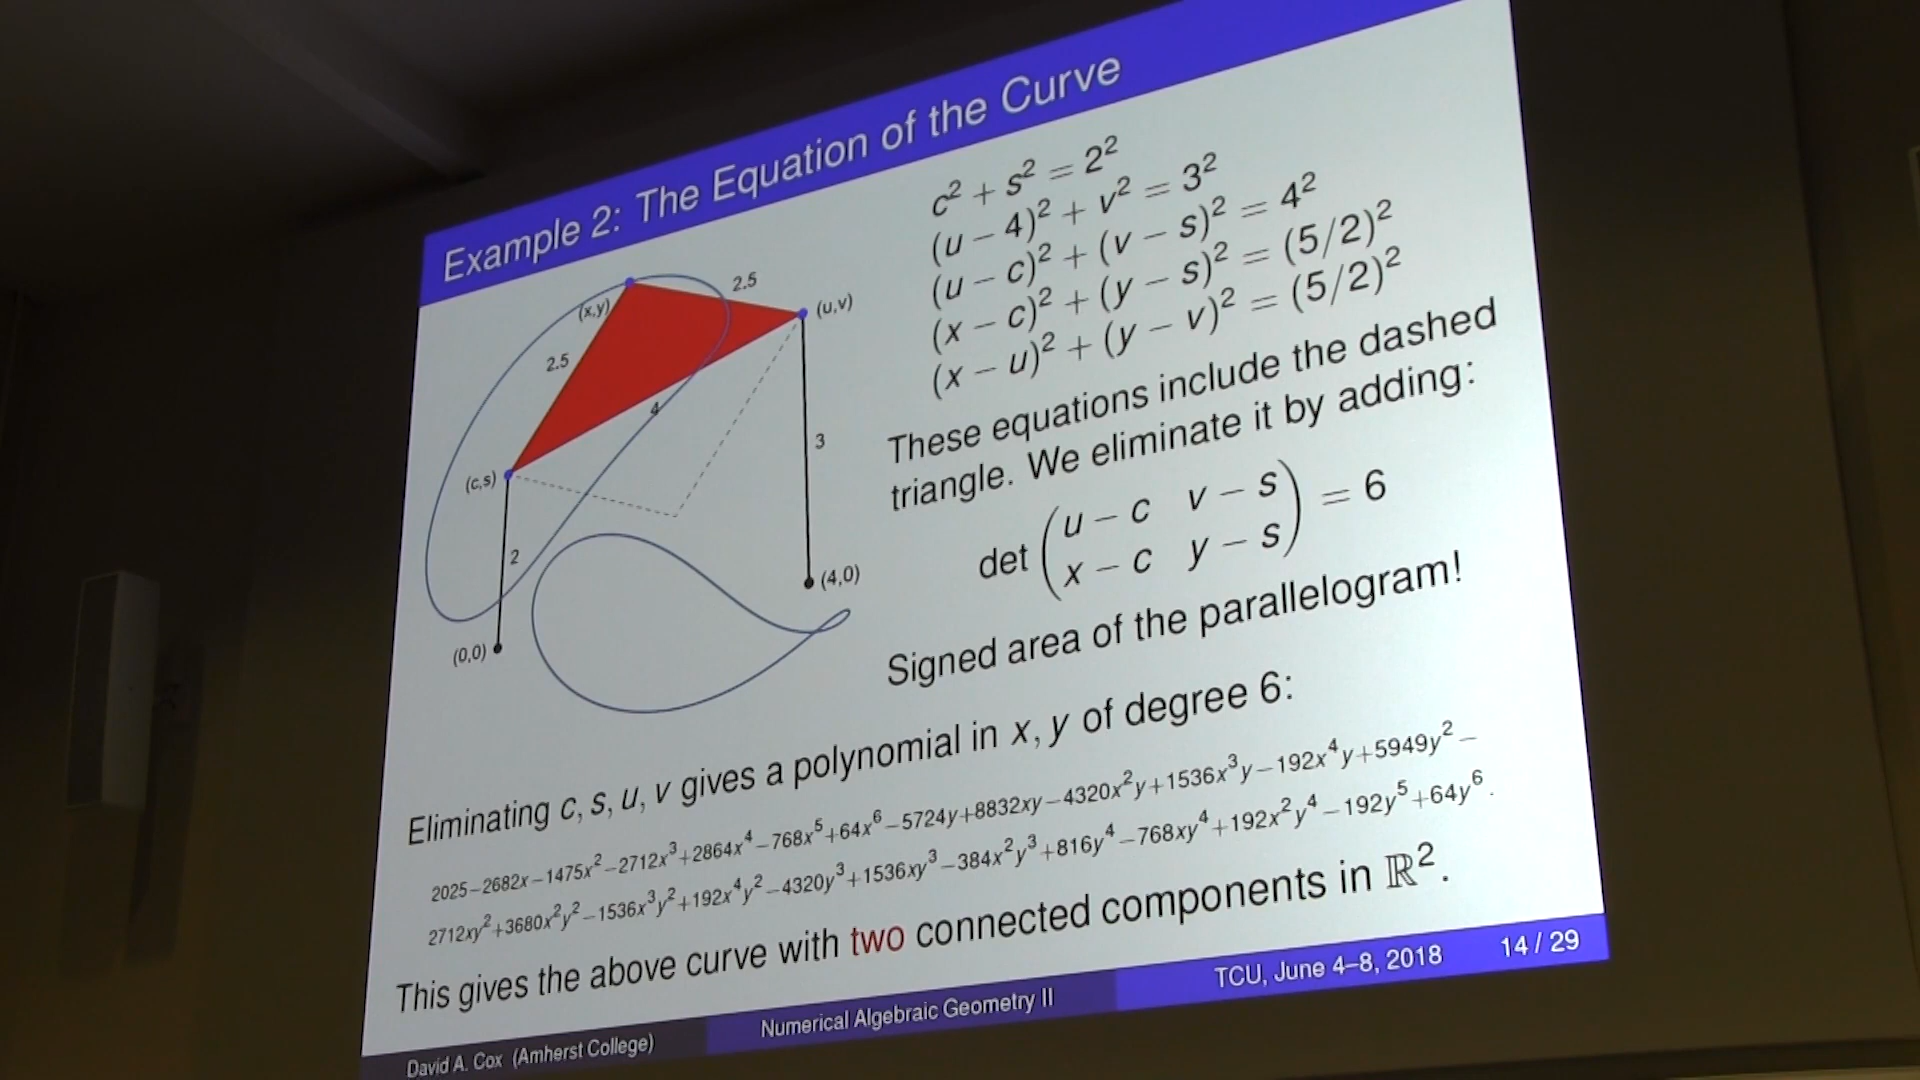 Example 2: The Equation of the Curve
c² + s² = 2²
(u − 4)² + v² = 3²
(u − c)² + (v − s)² = 4²
(x − c)² + (y − s)² = (5/2)²
(x − u)² + (y − v)² = (5/2)²
(x,y)
2.5
(u,v)
2.5
4
3
(c,s)
2
(4,0)
(0,0)
These equations include the dashed
triangle. We eliminate it by adding:
det (u − c v − s
x − c y − s) = 6
Signed area of the parallelogram!
Eliminating c, s, u, v gives a polynomial in x, y of degree 6:
2025−2682x−1475x²−2712x³+2864x⁴−768x⁵+64x⁶−5724y+8832xy−4320x²y+1536x³y−192x⁴y+5949y²−
2712xy²+3680x²y²−1536x³y²+192x⁴y²−4320y³+1536xy³−384x²y³+816y⁴−768xy⁴+192x²y⁴−192y⁵+64y⁶.
This gives the above curve with two connected components in ℝ².
David A. Cox (Amherst College)
Numerical Algebraic Geometry II
TCU, June 4–8, 2018
14 / 29